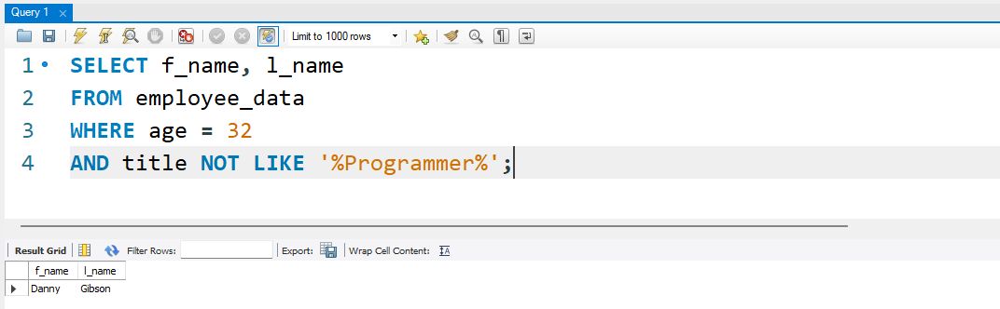 Query 1
Limit to 1000 rows
1 SELECT f_name, l_name
2 FROM employee_data
3 WHERE age = 32
4 AND title NOT LIKE '%Programmer%';
Result Grid Filter Rows: Export: Wrap Cell Content:
f_name l_name
Danny Gibson